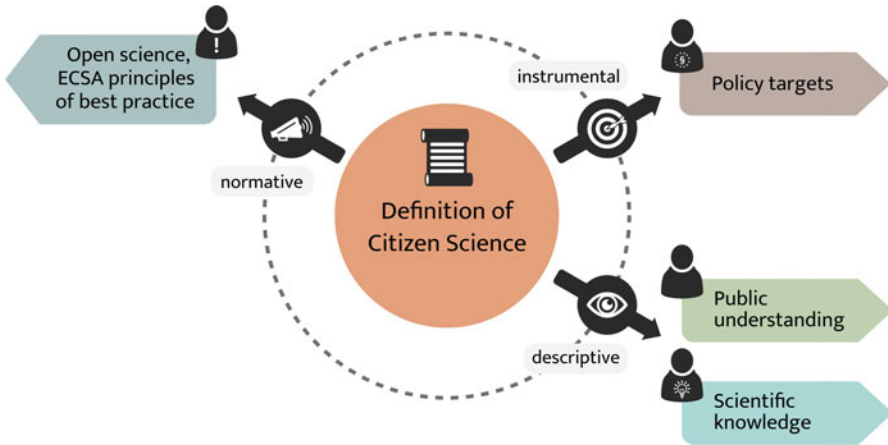 Open science,
ECSA principles
of best practice
!
instrumental
§
Policy targets
normative
Definition of
Citizen Science
Public
understanding
descriptive
Scientific
knowledge